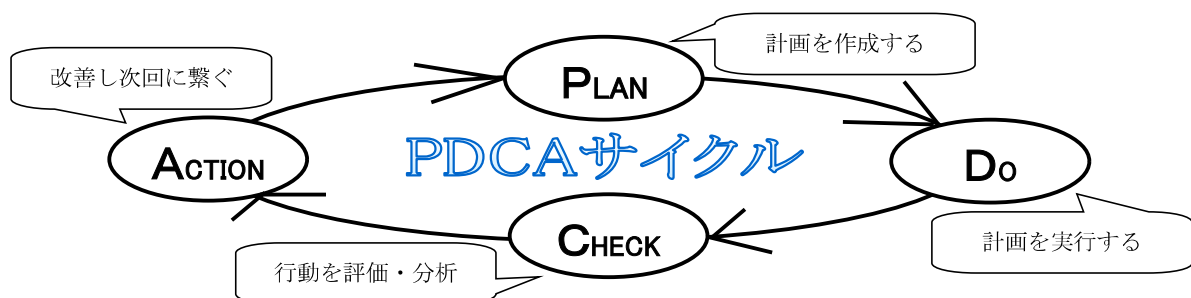 計画を作成する
PLAN
改善し次回に繋ぐ
ACTION
PDCAサイクル
DO
計画を実行する
CHECK
行動を評価・分析